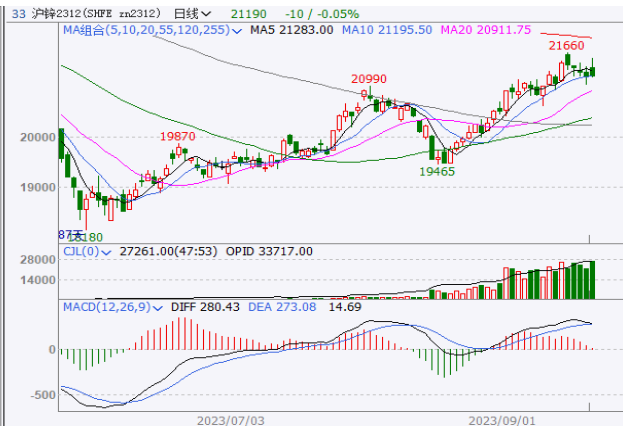 33 沪锌2312(SHFE zn2312) 日线 21190 -10 / -0.05%
MA组合(5,10,20,55,120,255) MA5 21283.00 MA10 21195.50 MA20 20911.75
21660
20990
20000
19870
19465
19000
87天
18180
CJL(0) 27261.00(47:53) OPID 33717.00
28000
14000
MACD(12,26,9) DIFF 280.43 DEA 273.08 14.69
0
-500
2023/07/03 2023/09/01